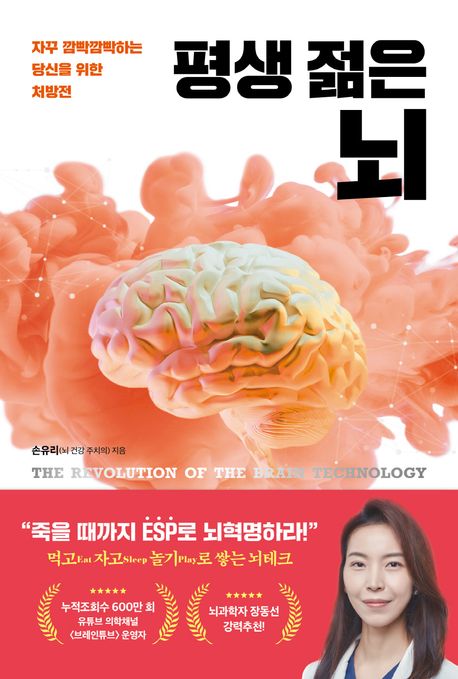 자꾸 깜빡깜빡하는
당신을 위한
처방전
평생 젊은
뇌
손유리(뇌 건강 주치의) 지음
THE REVOLUTION OF THE BRAIN TECHNOLOGY
“죽을 때까지 ESP로 뇌혁명하라!”
먹고Eat 자고Sleep 놀기Play로 쌓는 뇌테크
★★★★★
누적조회수 600만 회
유튜브 의학채널
〈브레인튜브〉 운영자
★★★★★
뇌과학자 장동선
강력추천!